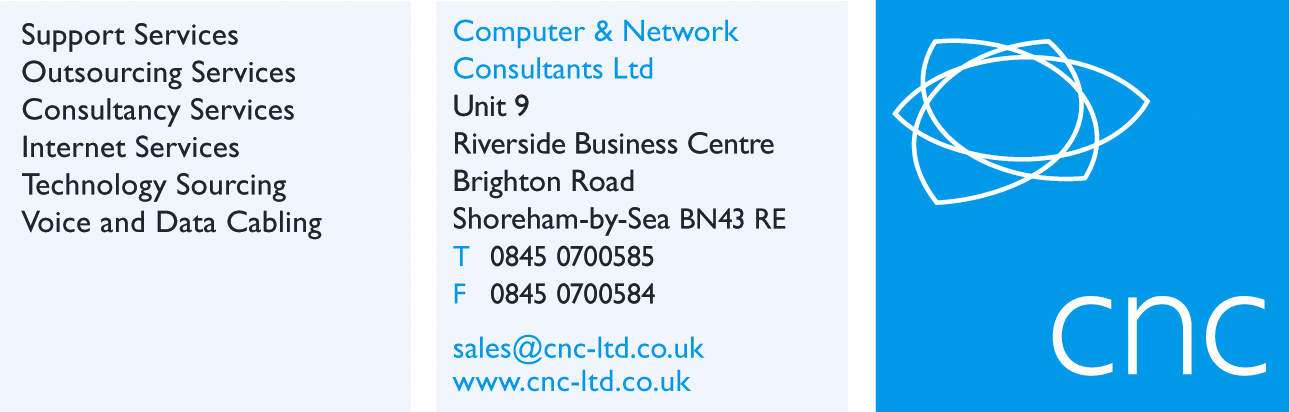 Support Services
Outsourcing Services
Consultancy Services
Internet Services
Technology Sourcing
Voice and Data Cabling
Computer & Network
Consultants Ltd
Unit 9
Riverside Business Centre
Brighton Road
Shoreham-by-Sea BN43 RE
T 0845 0700585
F 0845 0700584
sales@cnc-ltd.co.uk
www.cnc-ltd.co.uk
cnc